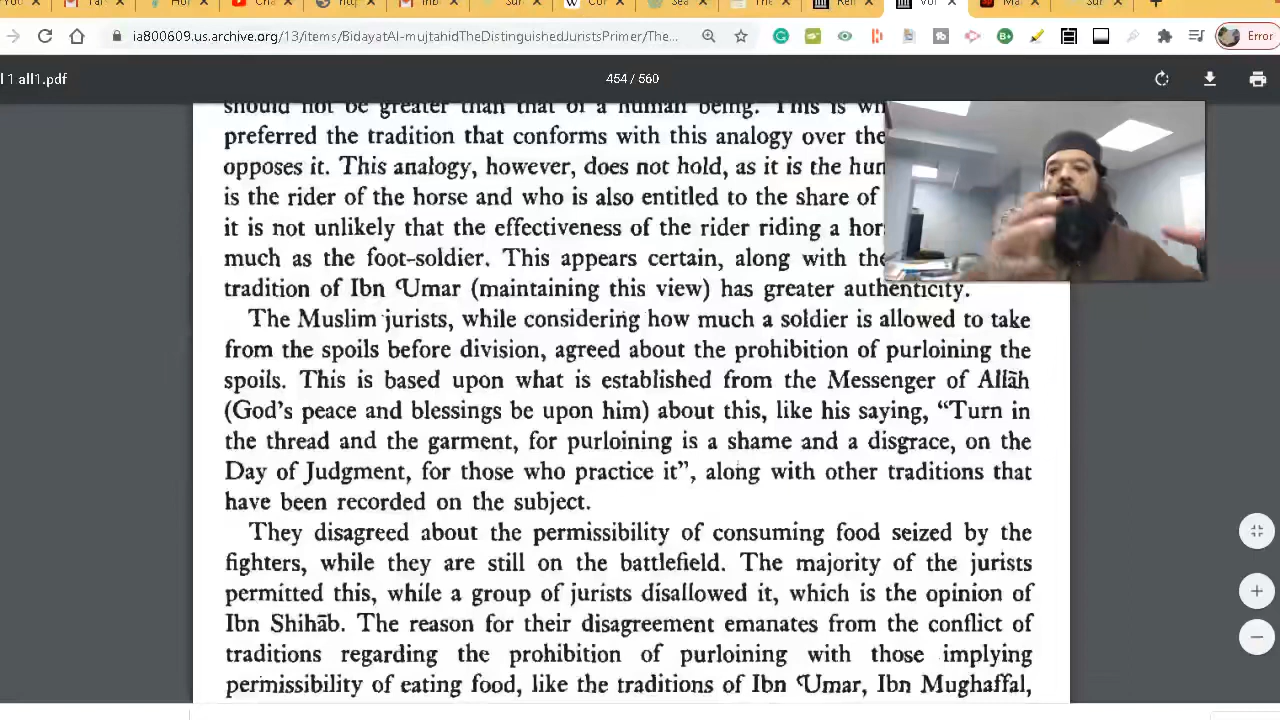 ia800609.us.archive.org/13/items/BidayatAl-mujtahidTheDistinguishedJuristsPrimer/The...
Error
l 1 all1.pdf
454 / 560
should not be greater than that of a human being. This is
preferred the tradition that conforms with this analogy over the
opposes it. This analogy, however, does not hold, as it is the
is the rider of the horse and who is also entitled to the share of
it is not unlikely that the effectiveness of the rider riding a
much as the foot-soldier. This appears certain, along with the
tradition of Ibn ʿUmar (maintaining this view) has greater authenticity.
The Muslim jurists, while considering how much a soldier is allowed to take
from the spoils before division, agreed about the prohibition of purloining the
spoils. This is based upon what is established from the Messenger of Allāh
(God's peace and blessings be upon him) about this, like his saying, “Turn in
the thread and the garment, for purloining is a shame and a disgrace, on the
Day of Judgment, for those who practice it”, along with other traditions that
have been recorded on the subject.
They disagreed about the permissibility of consuming food seized by the
fighters, while they are still on the battlefield. The majority of the jurists
permitted this, while a group of jurists disallowed it, which is the opinion of
Ibn Shihāb. The reason for their disagreement emanates from the conflict of
traditions regarding the prohibition of purloining with those implying
permissibility of eating food, like the traditions of Ibn ʿUmar, Ibn Mughaffal,